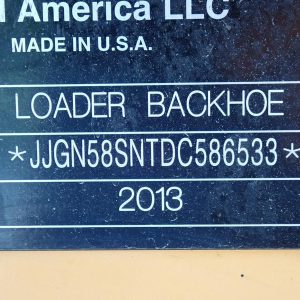 America LLC
MADE IN U.S.A.
LOADER BACKHOE
*JJGN58SNTDC586533*
2013